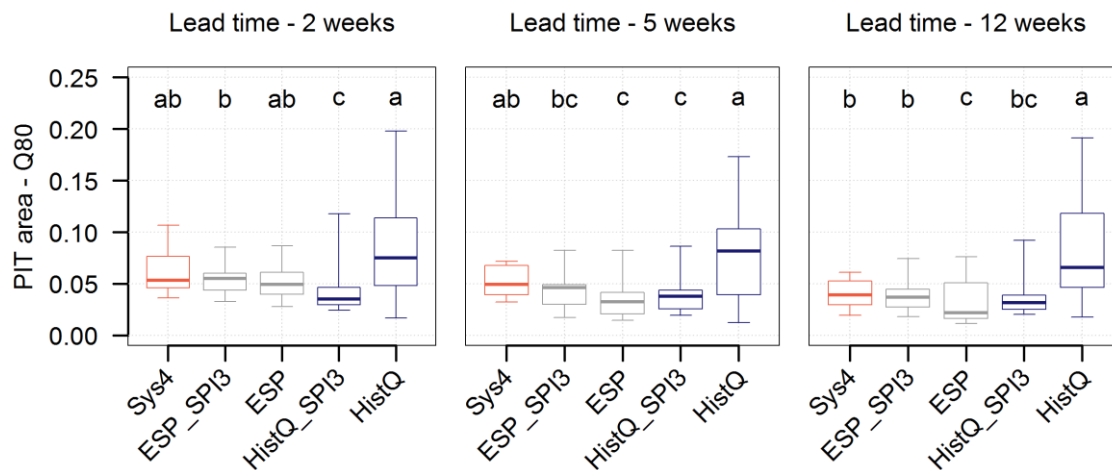 Lead time - 2 weeks
Lead time - 5 weeks
Lead time - 12 weeks
PIT area - Q80
0.25
0.20
0.15
0.10
0.05
0.00
ab b ab c a
ab bc c c a
b b c bc a
Sys4 ESP_SPI3 ESP HistQ_SPI3 HistQ
Sys4 ESP_SPI3 ESP HistQ_SPI3 HistQ
Sys4 ESP_SPI3 ESP HistQ_SPI3 HistQ